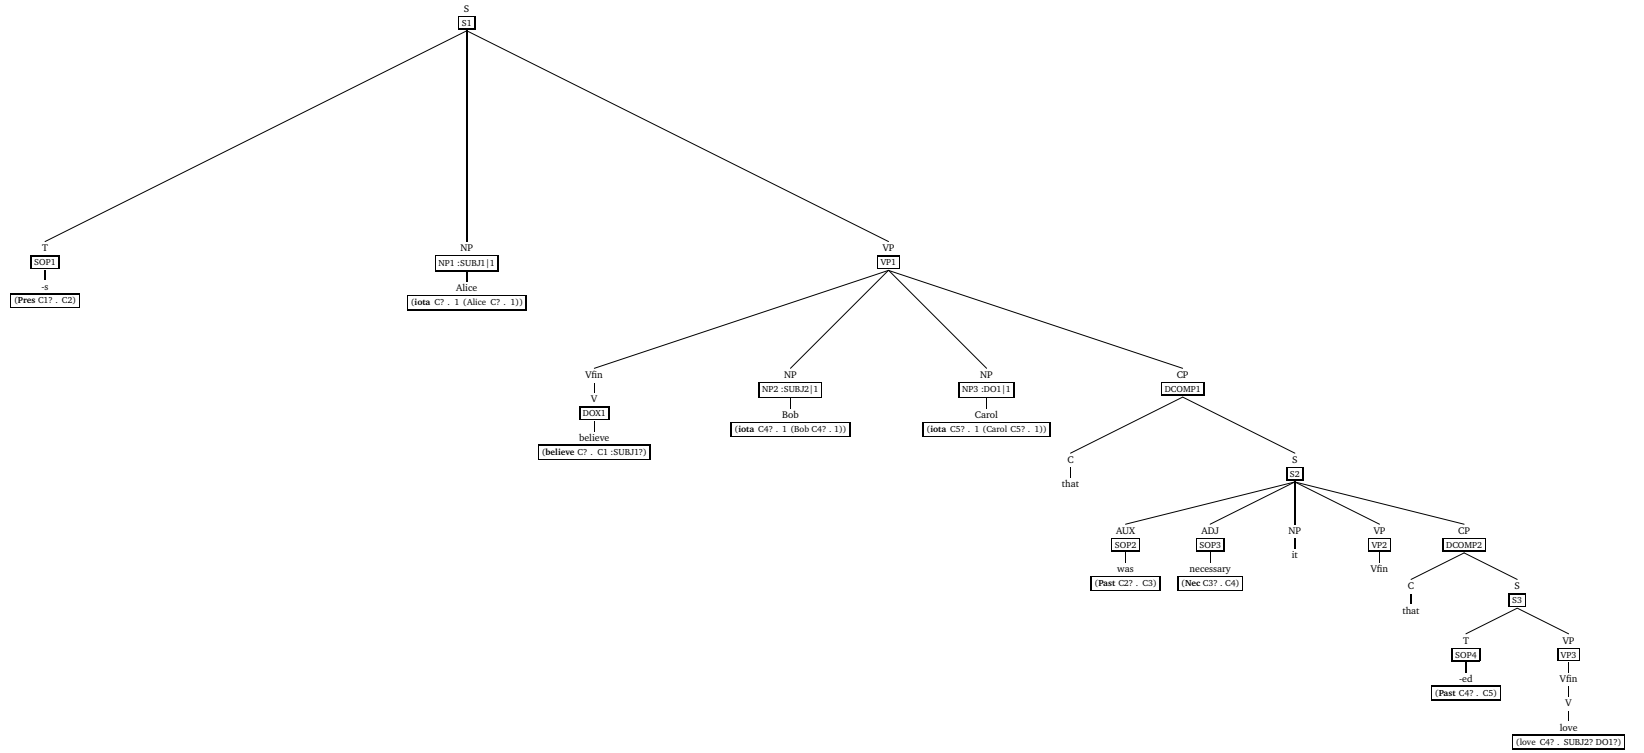 S
S1
T
NP
VP
SOP1
NP1 :SUBJ1|1
VP1
-s
Alice
(Pres C1? . C2)
(iota C? . 1 (Alice C? . 1))
Vfin
NP
NP
CP
V
NP2 :SUBJ2|1
NP3 :DO1|1
DCOMP1
DOX1
Bob
Carol
believe
(iota C4? . 1 (Bob C4? . 1))
(iota C5? . 1 (Carol C5? . 1))
(believe C? . C1 :SUBJ1?)
C
S
that
S2
AUX
ADJ
NP
VP
CP
SOP2
SOP3
it
VP2
DCOMP2
was
necessary
Vfin
(Past C2? . C3)
(Nec C3? . C4)
C
S
that
S3
T
VP
SOP4
VP3
-ed
Vfin
(Past C4? . C5)
V
love
(love C4? . SUBJ2? DO1?)